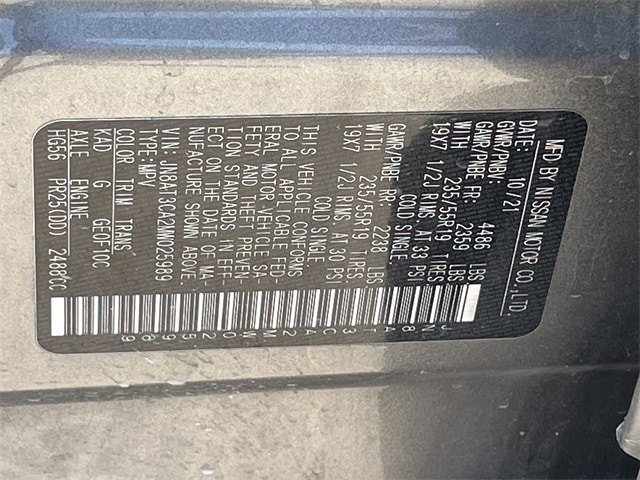 MFD BY NISSAN MOTOR CO.,LTD.
DATE: 10/21
GVWR/PNBV: 4486 LBS
GAWR/PNBE FR: 2355 LBS
WITH 235/55R19 TIRES
19X7 1/2J RIMS, AT 33 PSI
COLD SINGLE
GAWR/PNBE RR: 2238 LBS
WITH 235/55R19 TIRES.
19X7 1/2J RIMS, AT 30 PSI
COLD SINGLE
THIS VEHICLE CONFORMS
TO ALL APPLICABLE FED-
ERAL MOTOR VEHICLE SA-
FETY AND THEFT PREVEN-
TION STANDARDS IN EFF-
ECT ON THE DATE OF MA-
NUFACTURE SHOWN ABOVE.
VIN: JN8AT3CA2MW025989
TYPE: MPV
COLOR TRIM TRANS
KAD G GE0F10C
AXLE ENGINE
HG56 PR25(DD) 2488CC
JN8AT3CA2MW025989